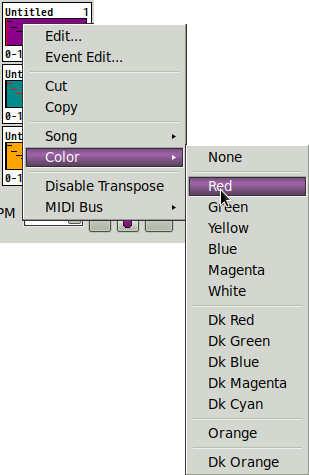 Untitled 1
Edit...
Event Edit...
0-1
Unt
Cut
Copy
0-1
Unt
Song
Color
None
0-1
Disable Transpose
Red
PM
MIDI Bus
Green
Yellow
Blue
Magenta
White
Dk Red
Dk Green
Dk Blue
Dk Magenta
Dk Cyan
Orange
Dk Orange